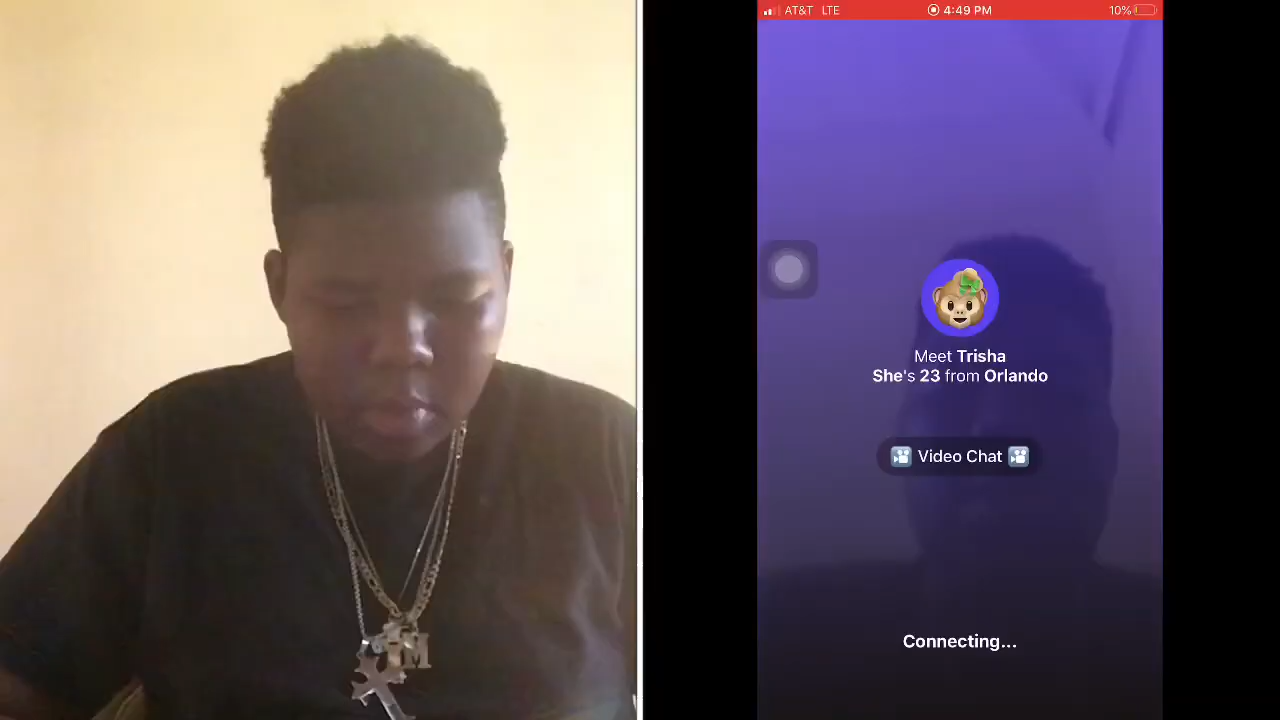 M
AT&T LTE 4:49 PM 10%
Meet Trisha
She's 23 from Orlando
Video Chat
Connecting...